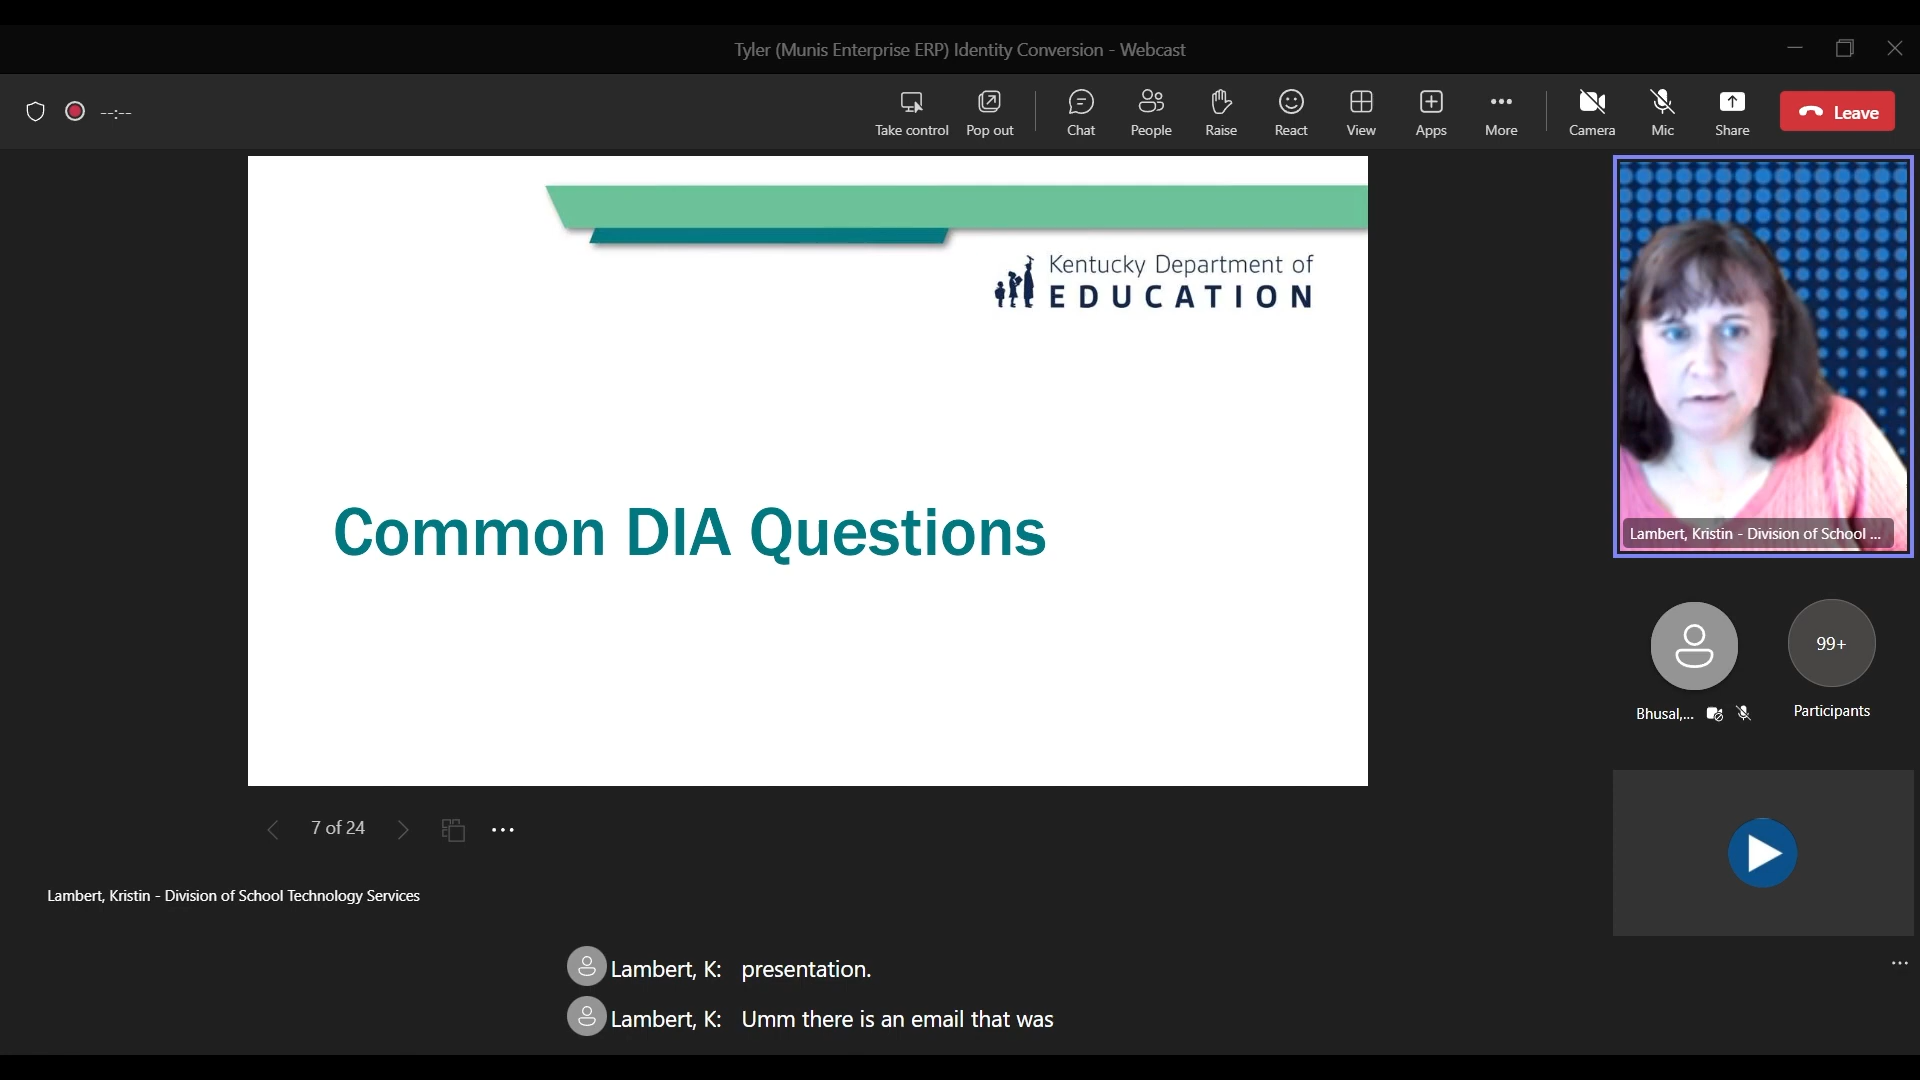 Tyler (Munis Enterprise ERP) Identity Conversion - Webcast
--:--
Take control
Pop out
Chat
People
Raise
React
View
Apps
More
Camera
Mic
Share
Leave
Kentucky Department of
EDUCATION
Common DIA Questions
Lambert, Kristin - Division of School ...
99+
Bhusal,...
Participants
7 of 24
Lambert, Kristin - Division of School Technology Services
Lambert, K: presentation.
Lambert, K: Umm there is an email that was